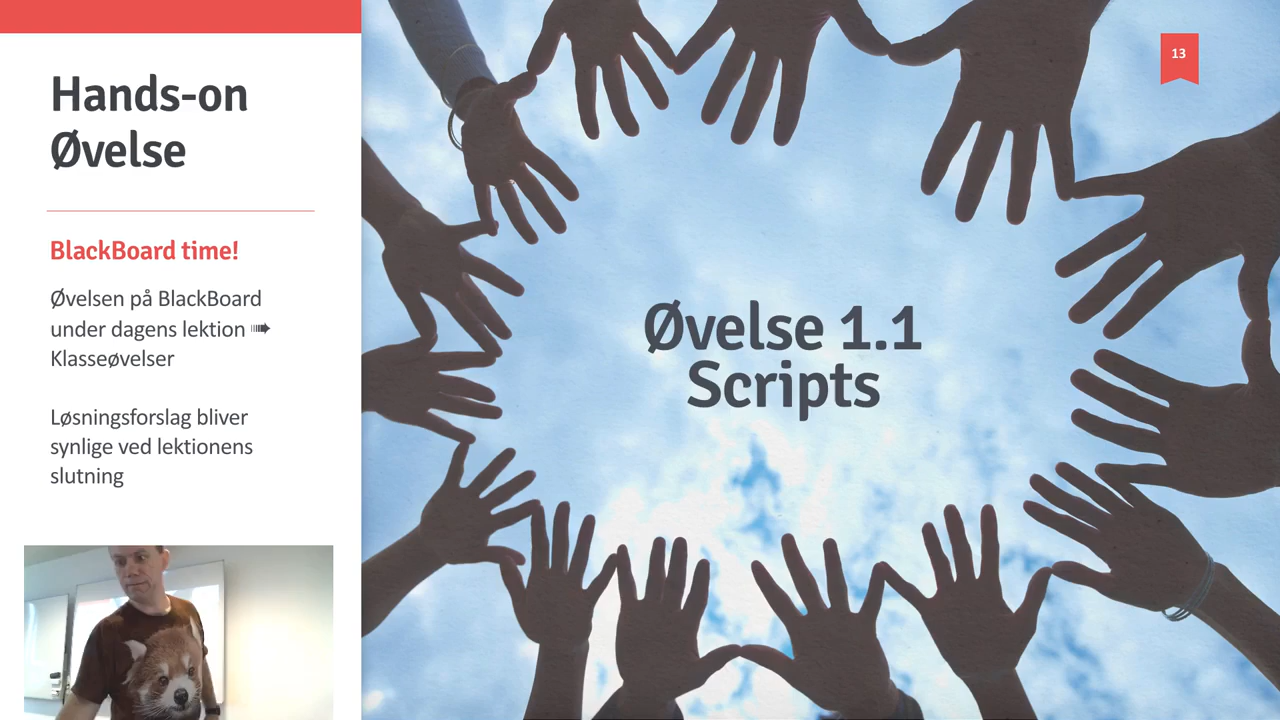 Hands-on
Øvelse
BlackBoard time!
Øvelsen på BlackBoard
under dagens lektion ➠
Klasseøvelser
Løsningsforslag bliver
synlige ved lektionens
slutning
13
Øvelse 1.1
Scripts